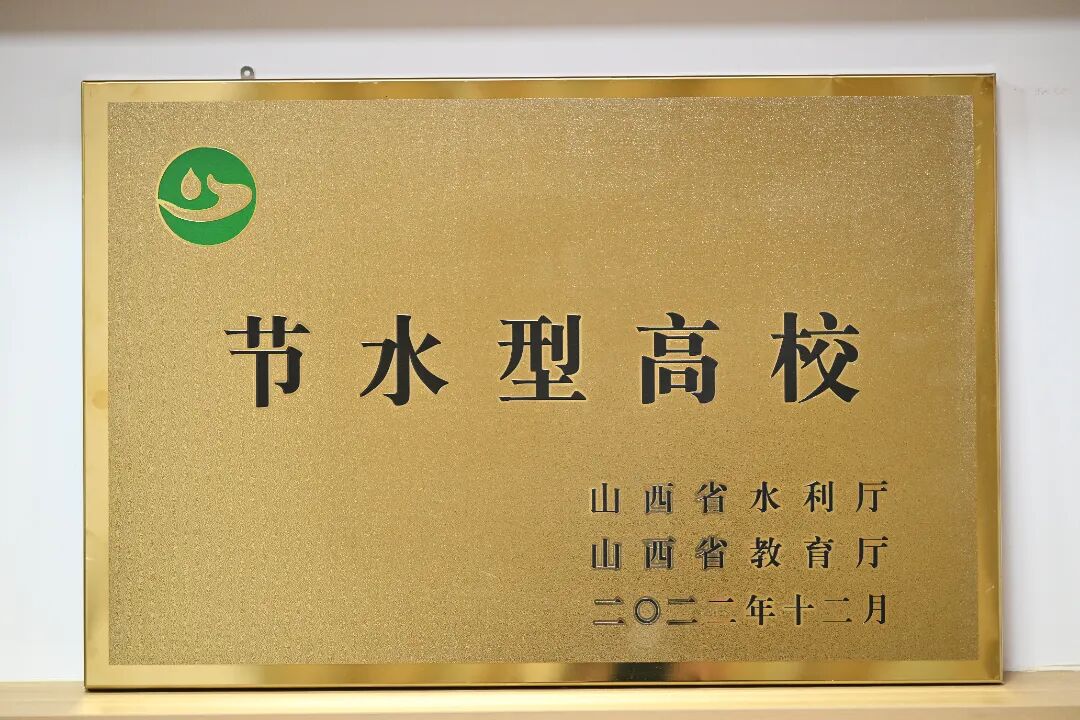 节水型高校
山西省水利厅
山西省教育厅
二〇二二年十二月